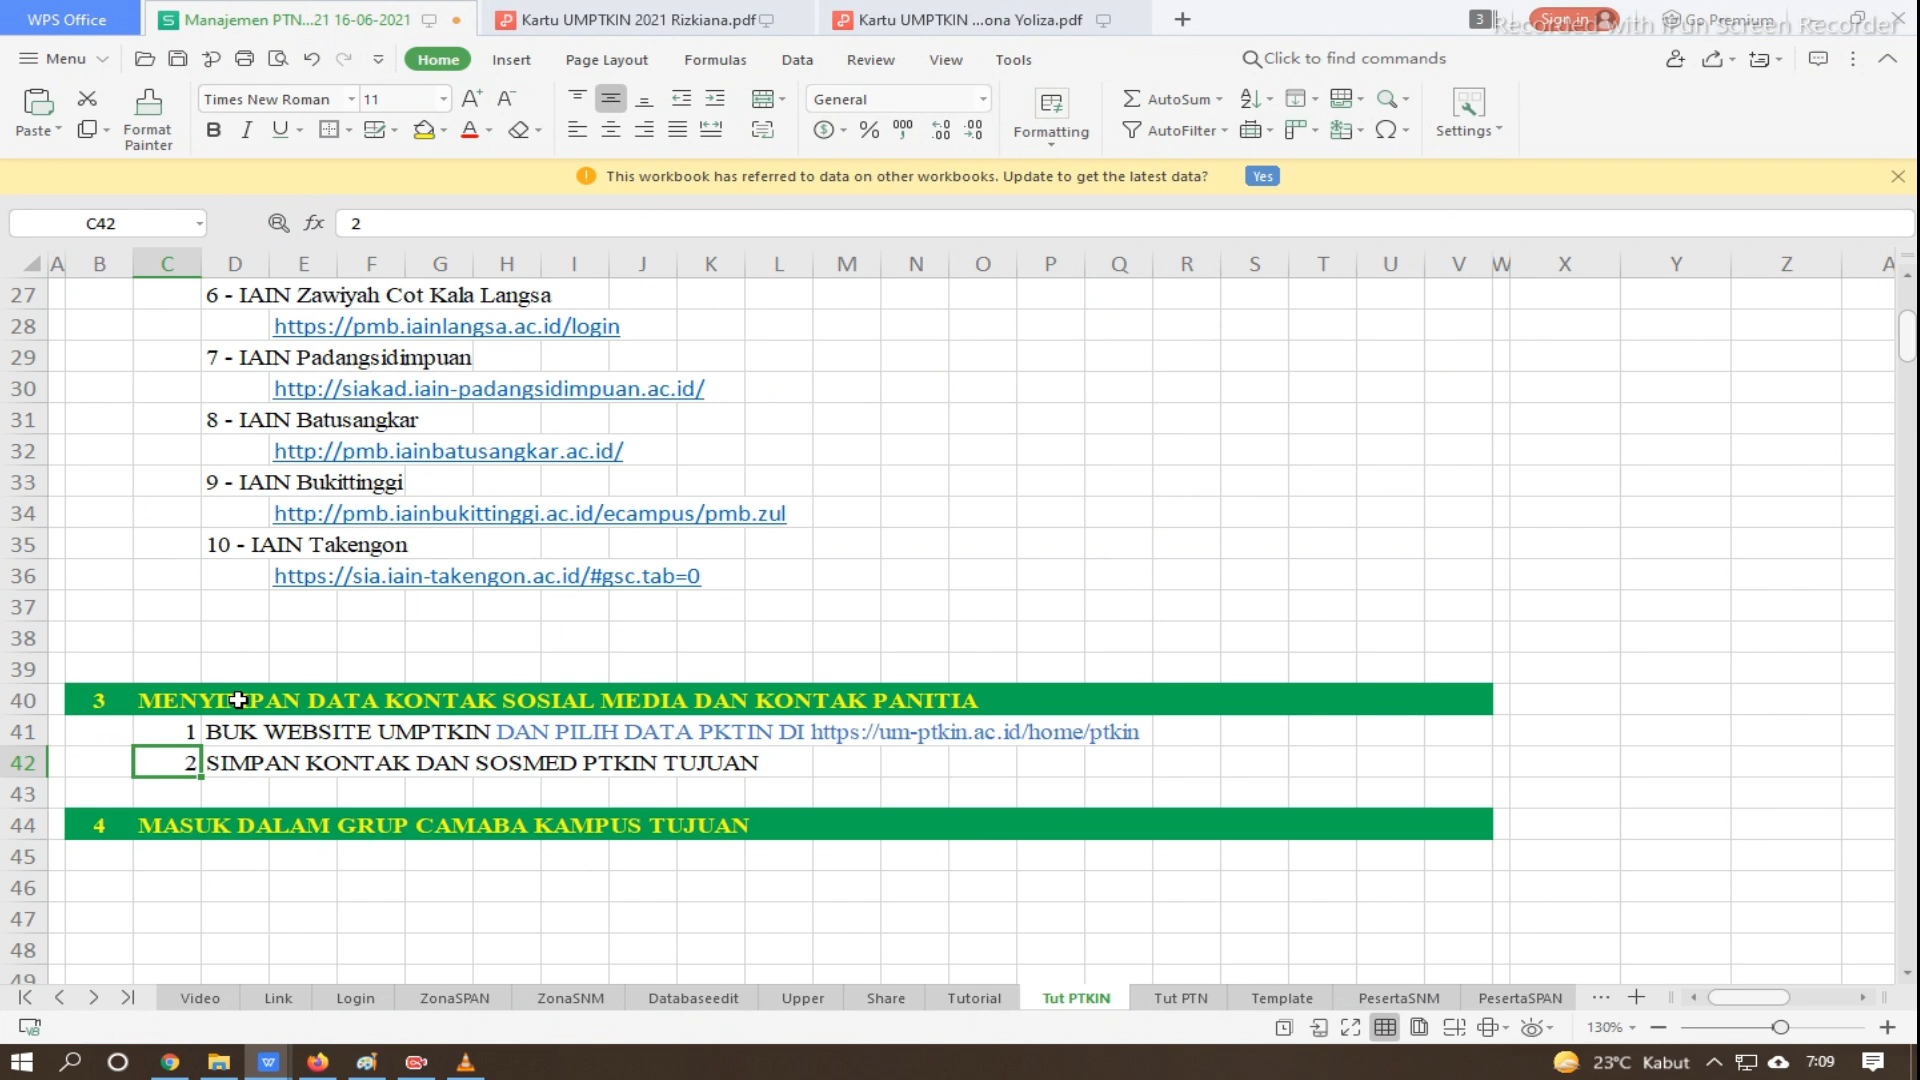 WPS Office
Manajemen PTN...21 16-06-2021
Kartu UMPTKIN 2021 Rizkiana.pdf
Kartu UMPTKIN ...ona Yoliza.pdf
3
Sign in
Go Premium
Recorded with iFun Screen Recorder
Menu
Home
Insert
Page Layout
Formulas
Data
Review
View
Tools
Click to find commands
Paste
Format
Painter
Times New Roman
11
General
Formatting
AutoSum
AutoFilter
Settings
This workbook has referred to data on other workbooks. Update to get the latest data?
Yes
C42
fx
2
A B C D E F G H I J K L M N O P Q R S T U V W X Y Z A
27 6 - IAIN Zawiyah Cot Kala Langsa
28 https://pmb.iainlangsa.ac.id/login
29 7 - IAIN Padangsidimpuan
30 http://siakad.iain-padangsidimpuan.ac.id/
31 8 - IAIN Batusangkar
32 http://pmb.iainbatusangkar.ac.id/
33 9 - IAIN Bukittinggi
34 http://pmb.iainbukittinggi.ac.id/ecampus/pmb.zul
35 10 - IAIN Takengon
36 https://sia.iain-takengon.ac.id/#gsc.tab=0
37
38
39
40 3 DATA KONTAK SOSIAL MEDIA DAN KONTAK PANITIA
41 1 BUK WEBSITE UMPTKIN DAN PILIH DATA PKTIN DI https://um-ptkin.ac.id/home/ptkin
42 2 SIMPAN KONTAK DAN SOSMED PTKIN TUJUAN
43
44 4 MASUK DALAM GRUP CAMABA KAMPUS TUJUAN
45
46
47
48
49
Video
Link
Login
ZonaSPAN
ZonaSNM
Databaseedit
Upper
Share
Tutorial
Tut PTKIN
Tut PTN
Template
PesertaSNM
PesertaSPAN
130%
23°C Kabut
7:09